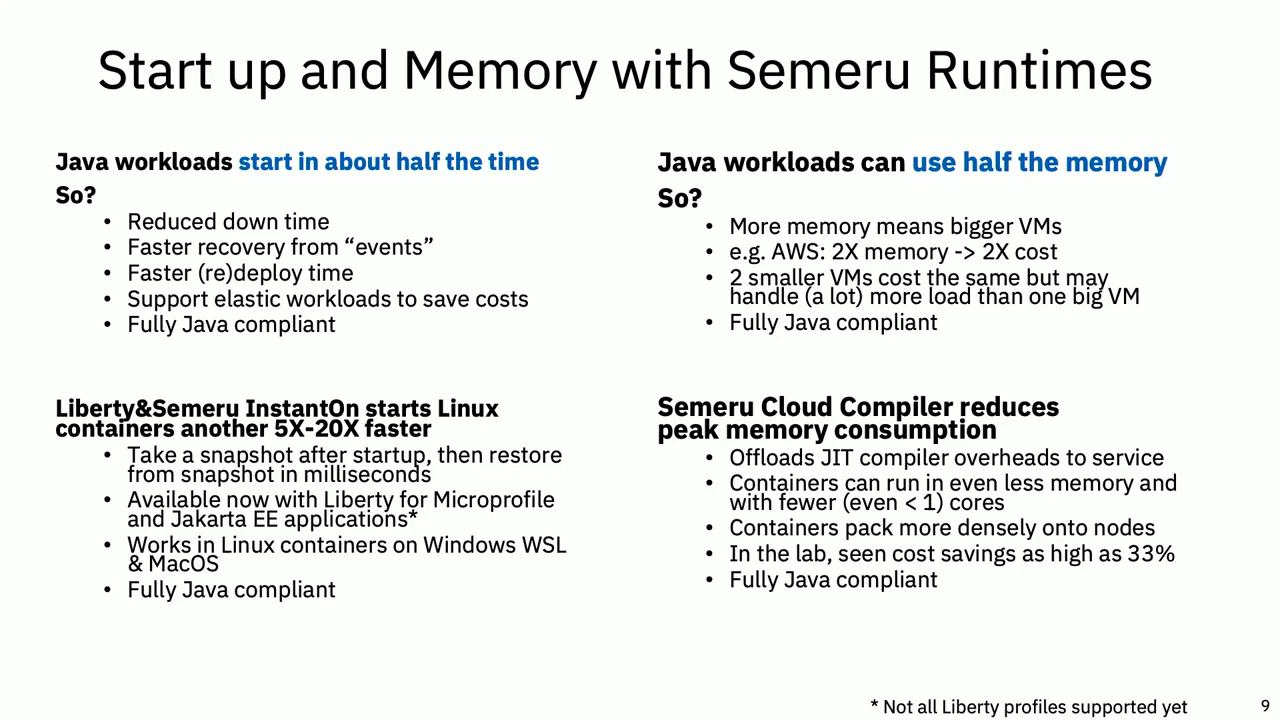 Start up and Memory with Semeru Runtimes
Java workloads start in about half the time
So?
• Reduced down time
• Faster recovery from “events”
• Faster (re)deploy time
• Support elastic workloads to save costs
• Fully Java compliant
Java workloads can use half the memory
So?
• More memory means bigger VMs
• e.g. AWS: 2X memory -> 2X cost
• 2 smaller VMs cost the same but may
handle (a lot) more load than one big VM
• Fully Java compliant
Liberty&Semeru InstantOn starts Linux
containers another 5X-20X faster
• Take a snapshot after startup, then restore
from snapshot in milliseconds
• Available now with Liberty for Microprofile
and Jakarta EE applications*
• Works in Linux containers on Windows WSL
& MacOS
• Fully Java compliant
Semeru Cloud Compiler reduces
peak memory consumption
• Offloads JIT compiler overheads to service
• Containers can run in even less memory and
with fewer (even < 1) cores
• Containers pack more densely onto nodes
• In the lab, seen cost savings as high as 33%
• Fully Java compliant
* Not all Liberty profiles supported yet
9